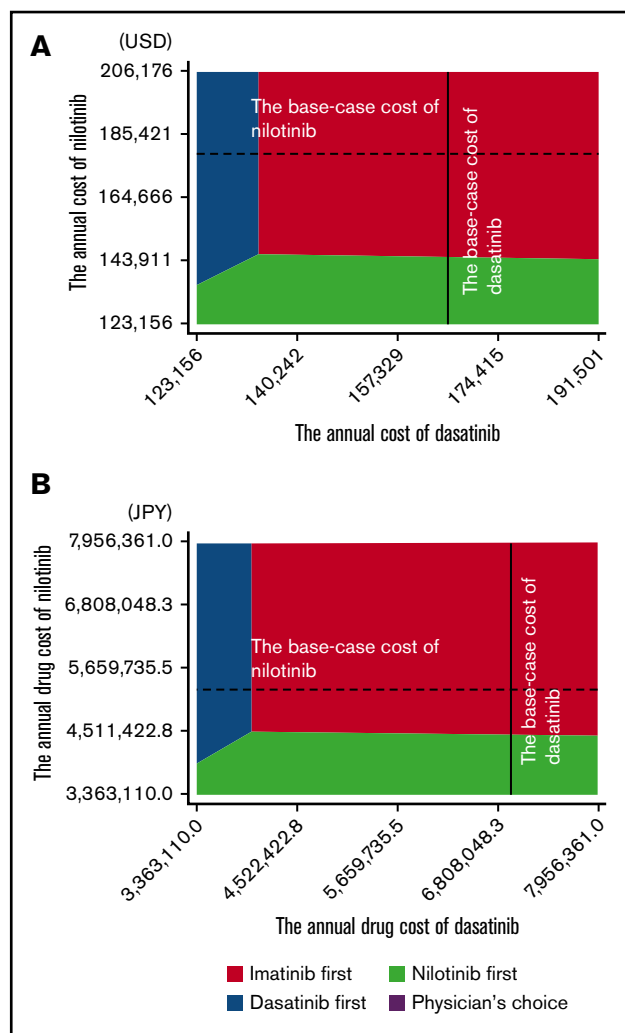 A
(USD)
The annual cost of nilotinib
206,176
185,421
164,666
143,911
123,156
The base-case cost of
nilotinib
The base-case cost of
dasatinib
123,156
140,242
157,329
174,415
191,501
The annual cost of dasatinib
B
(JPY)
The annual drug cost of nilotinib
7,956,361.0
6,808,048.3
5,659,735.5
4,511,422.8
3,363,110.0
The base-case cost of
nilotinib
The base-case cost of
dasatinib
3,363,110.0
4,522,422.8
5,659,735.5
6,808,048.3
7,956,361.0
The annual drug cost of dasatinib
Imatinib first
Nilotinib first
Dasatinib first
Physician's choice